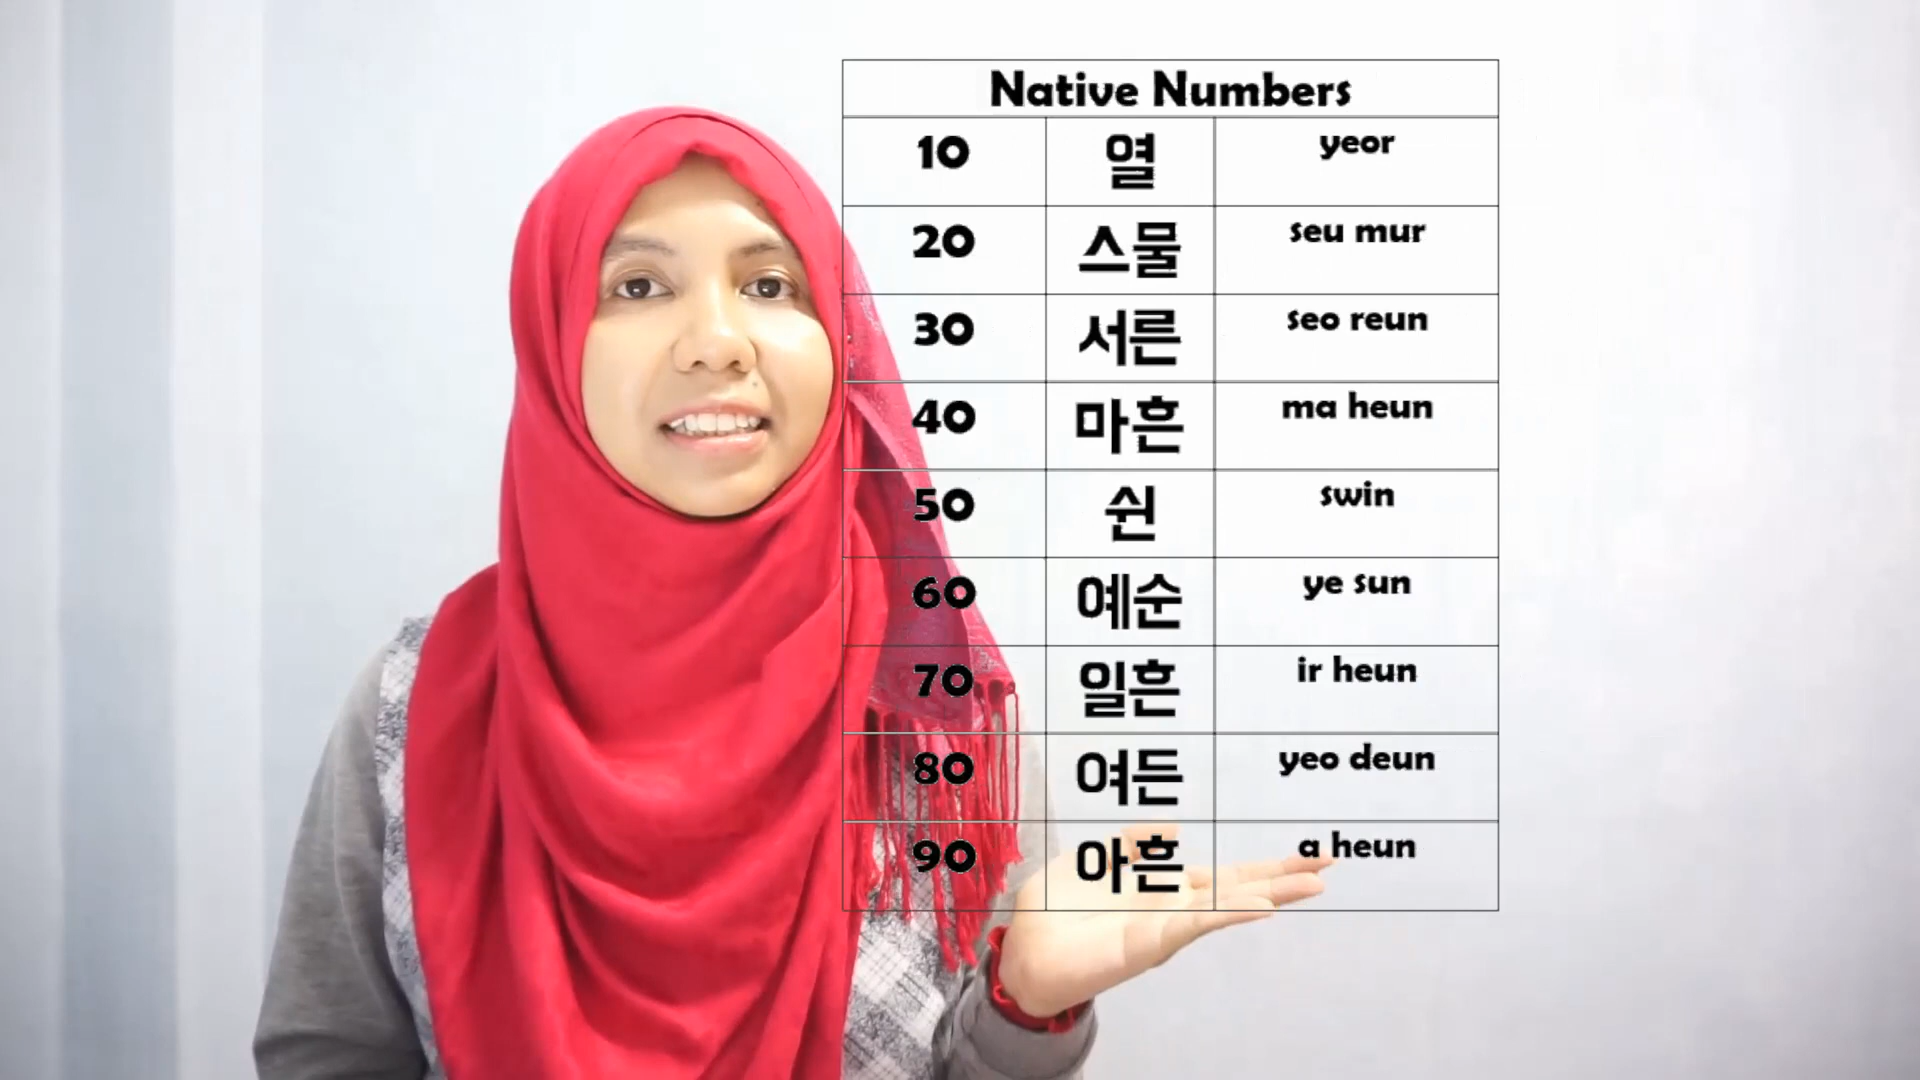 Native Numbers
10 열 yeor
20 스물 seu mur
30 서른 seo reun
40 마흔 ma heun
50 쉰 swin
60 예순 ye sun
70 일흔 ir heun
80 여든 yeo deun
90 아흔 a heun